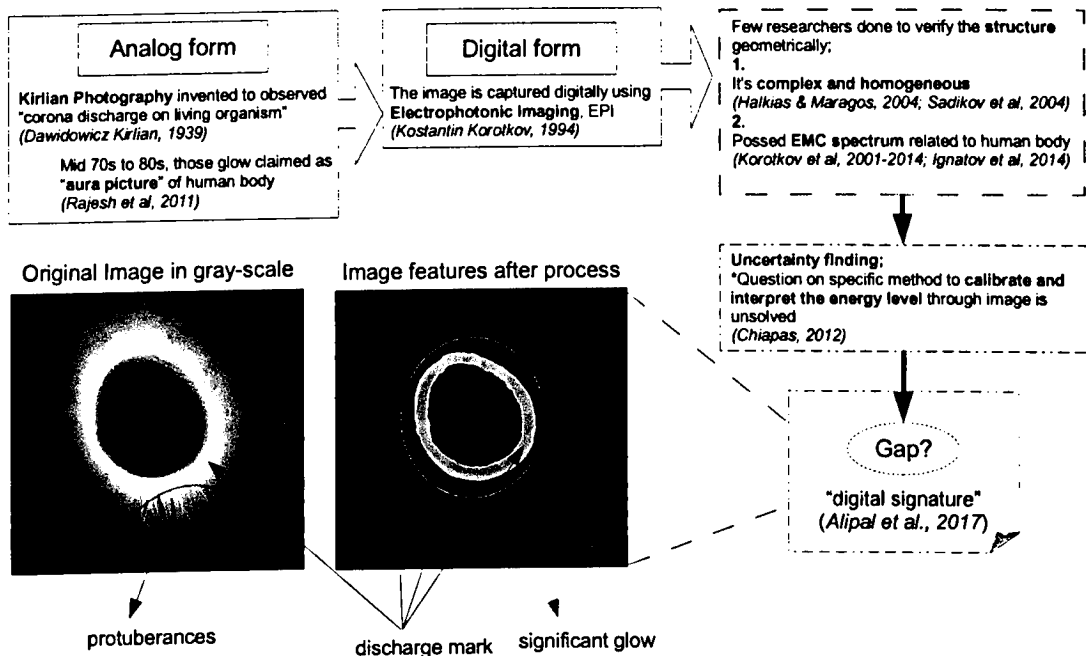 Analog form
Kirlian Photography invented to observed
"corona discharge on living organism"
(Dawidowicz Kirlian, 1939)
Mid 70s to 80s, those glow claimed as
"aura picture" of human body
(Rajesh et al, 2011)
Digital form
The image is captured digitally using
Electrophotonic Imaging, EPI
(Kostantin Korotkov, 1994)
Few researchers done to verify the structure
geometrically;
1.
It's complex and homogeneous
(Halkias & Maragos, 2004; Sadikov et al, 2004)
2.
Possed EMC spectrum related to human body
(Korotkov et al, 2001-2014; Ignatov et al, 2014)
Uncertainty finding;
*Question on specific method to calibrate and
interpret the energy level through image is
unsolved
(Chiapas, 2012)
Gap?
"digital signature"
(Alipal et al., 2017)
Original Image in gray-scale
Image features after process
protuberances
discharge mark
significant glow